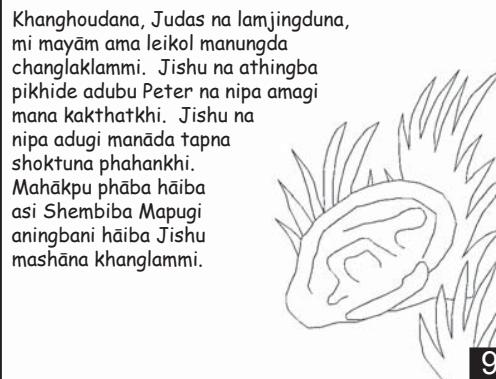 Khanghoudana, Judas na lamjingduna,
mi mayām ama leikol manungda
changlaklammi. Jishu na athingba
pikhide adubu Peter na nipa amagi
mana kakthatkhi. Jishu na
nipa adugi manāda tapna
shoktuna phahankhi.
Mahākpu phāba hāiba
asi Shembiba Mapugi
aningbani hāiba Jishu
mashāna khanglammi.
9